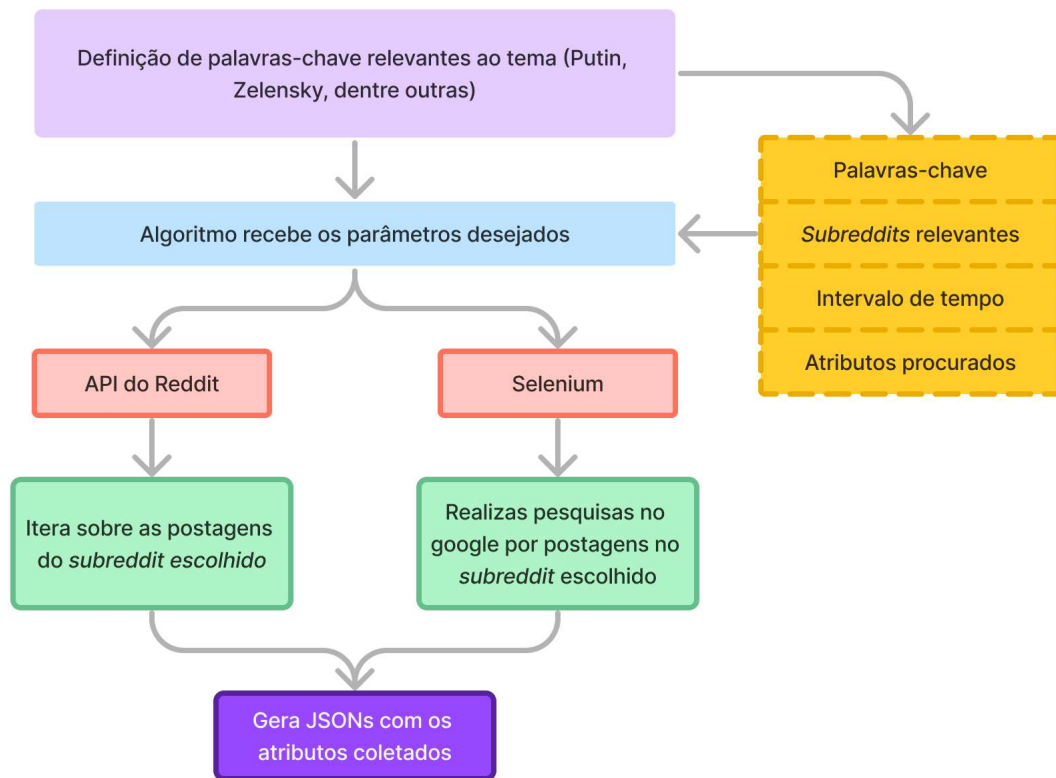 Definição de palavras-chave relevantes ao tema (Putin,
Zelensky, dentre outras)
Palavras-chave
Subreddits relevantes
Intervalo de tempo
Atributos procurados
Algoritmo recebe os parâmetros desejados
API do Reddit
Selenium
Itera sobre as postagens
do subreddit escolhido
Realizas pesquisas no
google por postagens no
subreddit escolhido
Gera JSONs com os
atributos coletados